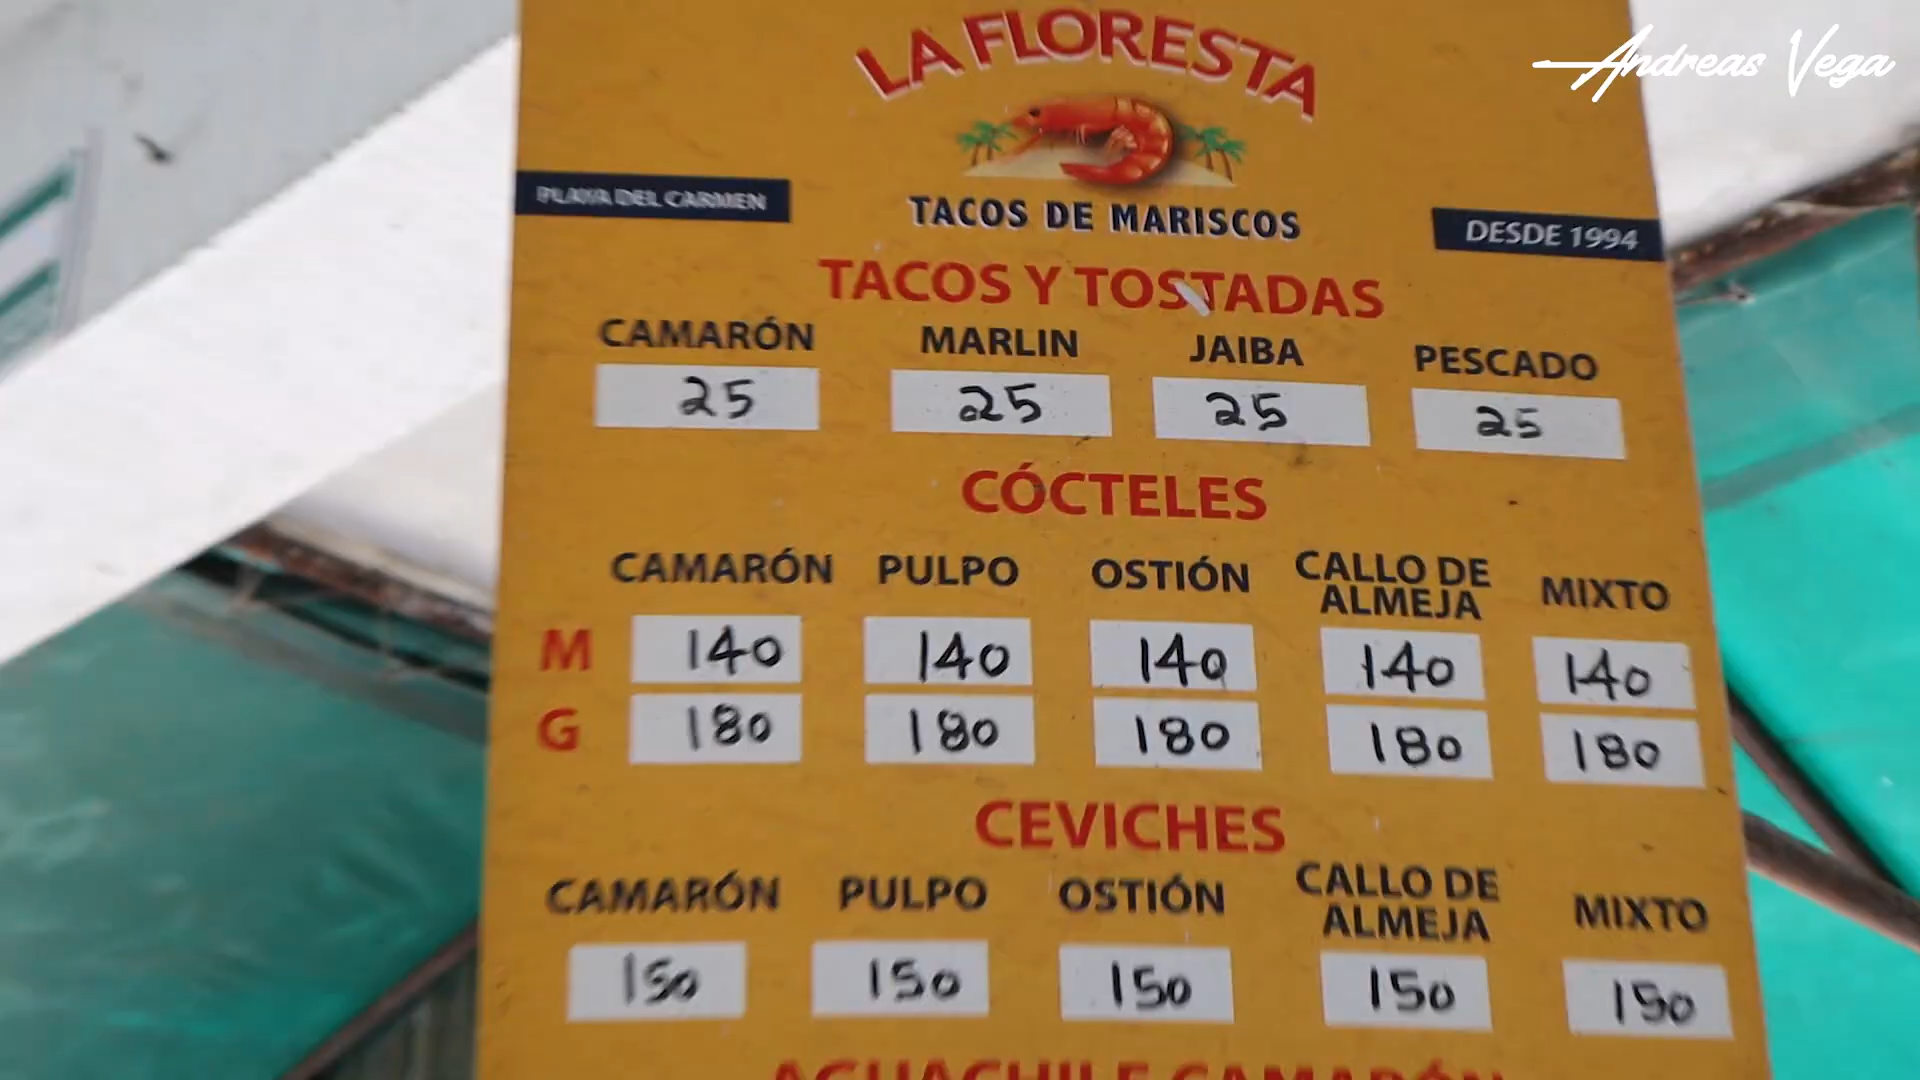 Andreas Vega
LA FLORESTA
PLAYA DEL CARMEN
TACOS DE MARISCOS
DESDE 1994
TACOS Y TOSTADAS
CAMARÓN MARLIN JAIBA PESCADO
25 25 25 25
CÓCTELES
CAMARÓN PULPO OSTIÓN CALLO DE ALMEJA MIXTO
M 140 140 140 140 140
G 180 180 180 180 180
CEVICHES
CAMARÓN PULPO OSTIÓN CALLO DE ALMEJA MIXTO
150 150 150 150 150
AGUACHILE CAMARÓN